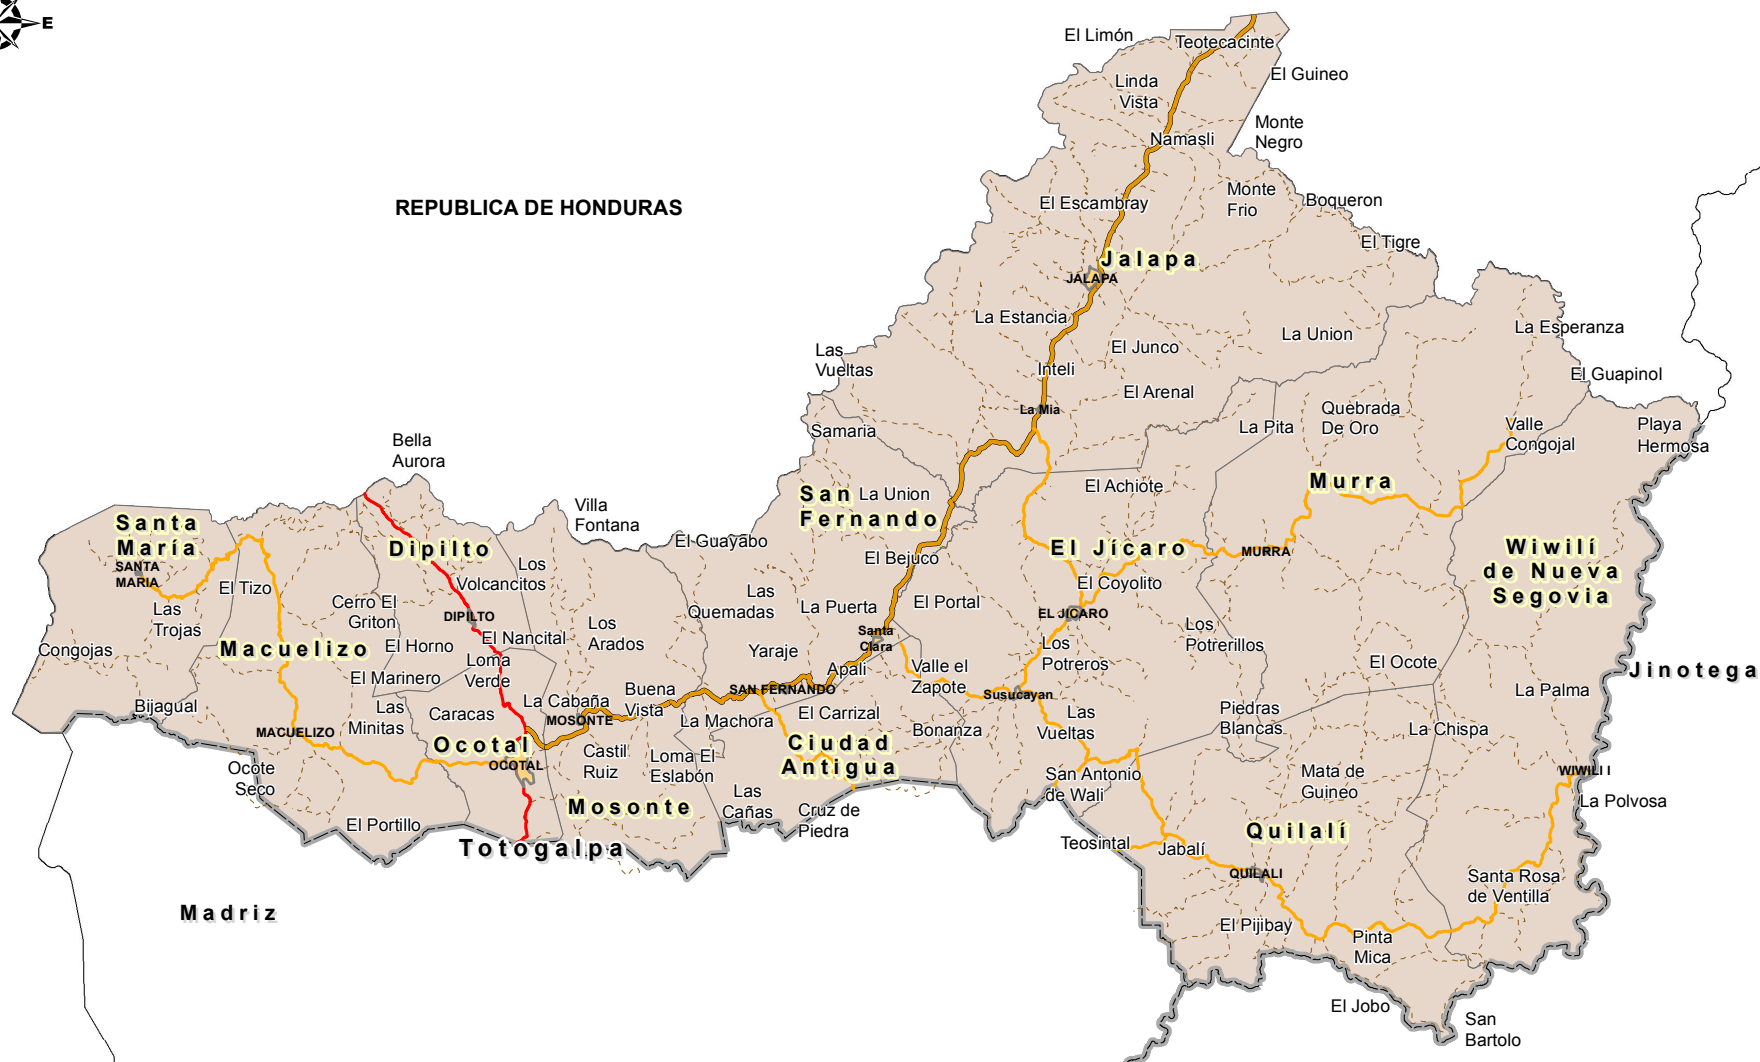 E
El Limón
Teotecacinte
El Guineo
Linda
Vista
Monte
Negro
Namasli
REPUBLICA DE HONDURAS
El Escambray
Monte
Frio
Boqueron
El Tigre
Jalapa
JALAPA
La Estancia
La Union
La Esperanza
El Junco
Las
Vueltas
Inteli
El Guapinol
El Arenal
La Mia
Quebrada
De Oro
La Pita
Valle
Congojal
Playa
Hermosa
Samaria
Bella
Aurora
Murra
San
Fernando
La Union
El Achiote
Villa
Fontana
Santa
María
SANTA
MARIA
Dipilto
El Guayabo
El Bejuco
El Jícaro
MURRA
Wiwilí
de Nueva
Segovia
Los
Volcancitos
El Tizo
El Coyolito
Las
Trojas
Cerro El
Griton
DIPILTO
Las
Quemadas
La Puerta
El Portal
EL JICARO
Los
Arados
El Nancital
Santa
Clara
Los
Potrerillos
Congojas
Macuelizo
El Horno
Loma
Verde
Yaraje
Apali
Los
Potreros
El Ocote
Jinotega
El Marinero
Valle el
Zapote
Susucayan
SAN FERNANDO
Buena
Vista
La Cabaña
MOSONTE
La Palma
Bijagual
Las
Minitas
Caracas
La Machora
El Carrizal
Bonanza
Las
Vueltas
Piedras
Blancas
La Chispa
MACUELIZO
Ocotal
OCOTAL
Castil
Ruiz
Loma El
Eslabón
Ciudad
Antigua
Ocote
Seco
San Antonio
de Wali
Mata de
Guineo
WIWILI I
La Polvosa
Mosonte
Las
Cañas
Cruz de
Piedra
El Portillo
Totogalpa
Teosintal
Jabalí
Quilalí
QUILALI
Santa Rosa
de Ventilla
Madriz
El Pijibay
Pinta
Mica
El Jobo
San
Bartolo